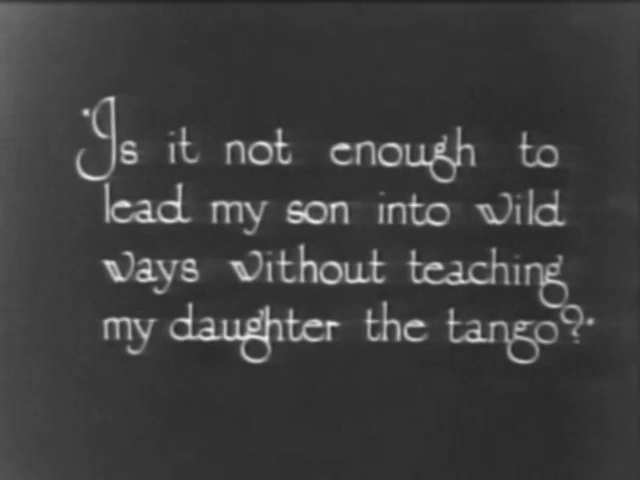 "Is it not enough to
lead my son into wild
ways without teaching
my daughter the tango?"